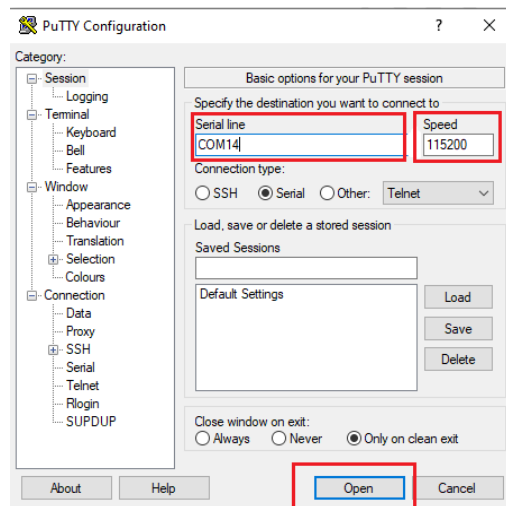 PuTTY Configuration ? ×
Category:
Session
Logging
Terminal
Keyboard
Bell
Features
Window
Appearance
Behaviour
Translation
Selection
Colours
Connection
Data
Proxy
SSH
Serial
Telnet
Rlogin
SUPDUP
Basic options for your PuTTY session
Specify the destination you want to connect to
Serial line Speed
COM14 115200
Connection type:
SSH Serial Other: Telnet
Load, save or delete a stored session
Saved Sessions
Default Settings
Load
Save
Delete
Close window on exit:
Always Never Only on clean exit
About Help Open Cancel